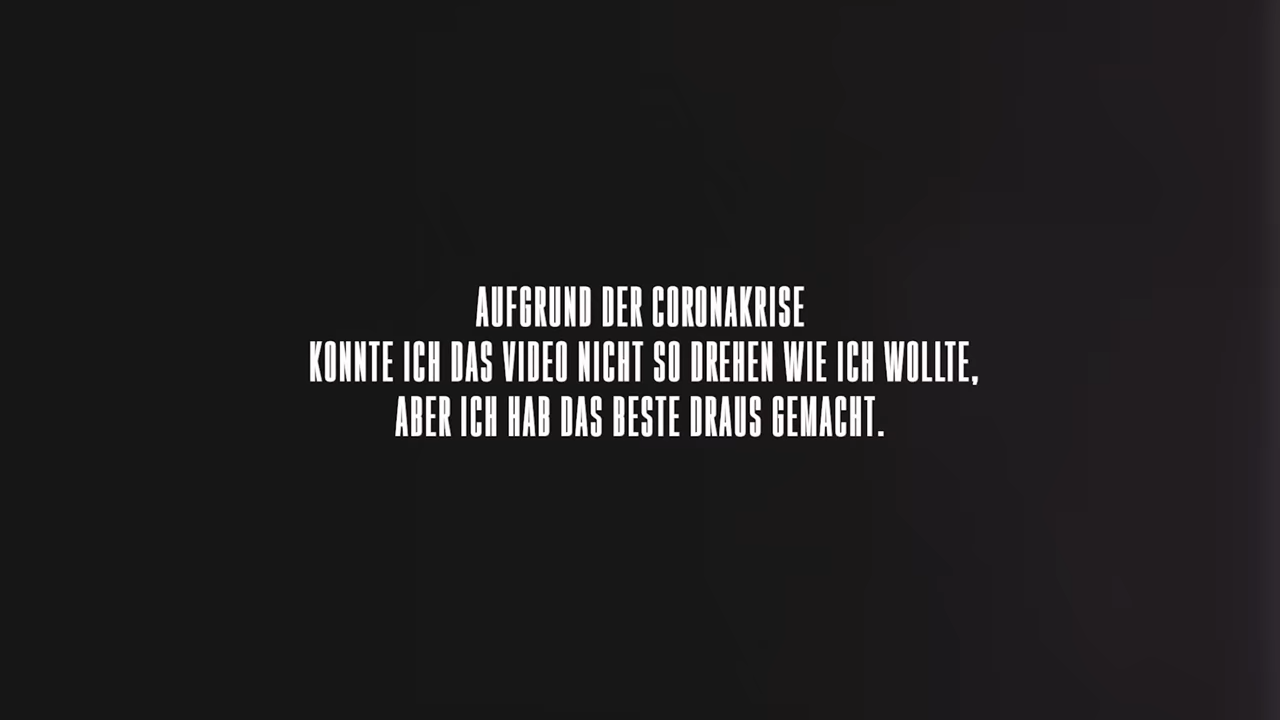 AUFGRUND DER CORONAKRISE
KONNTE ICH DAS VIDEO NICHT SO DREHEN WIE ICH WOLLTE,
ABER ICH HAB DAS BESTE DRAUS GEMACHT.